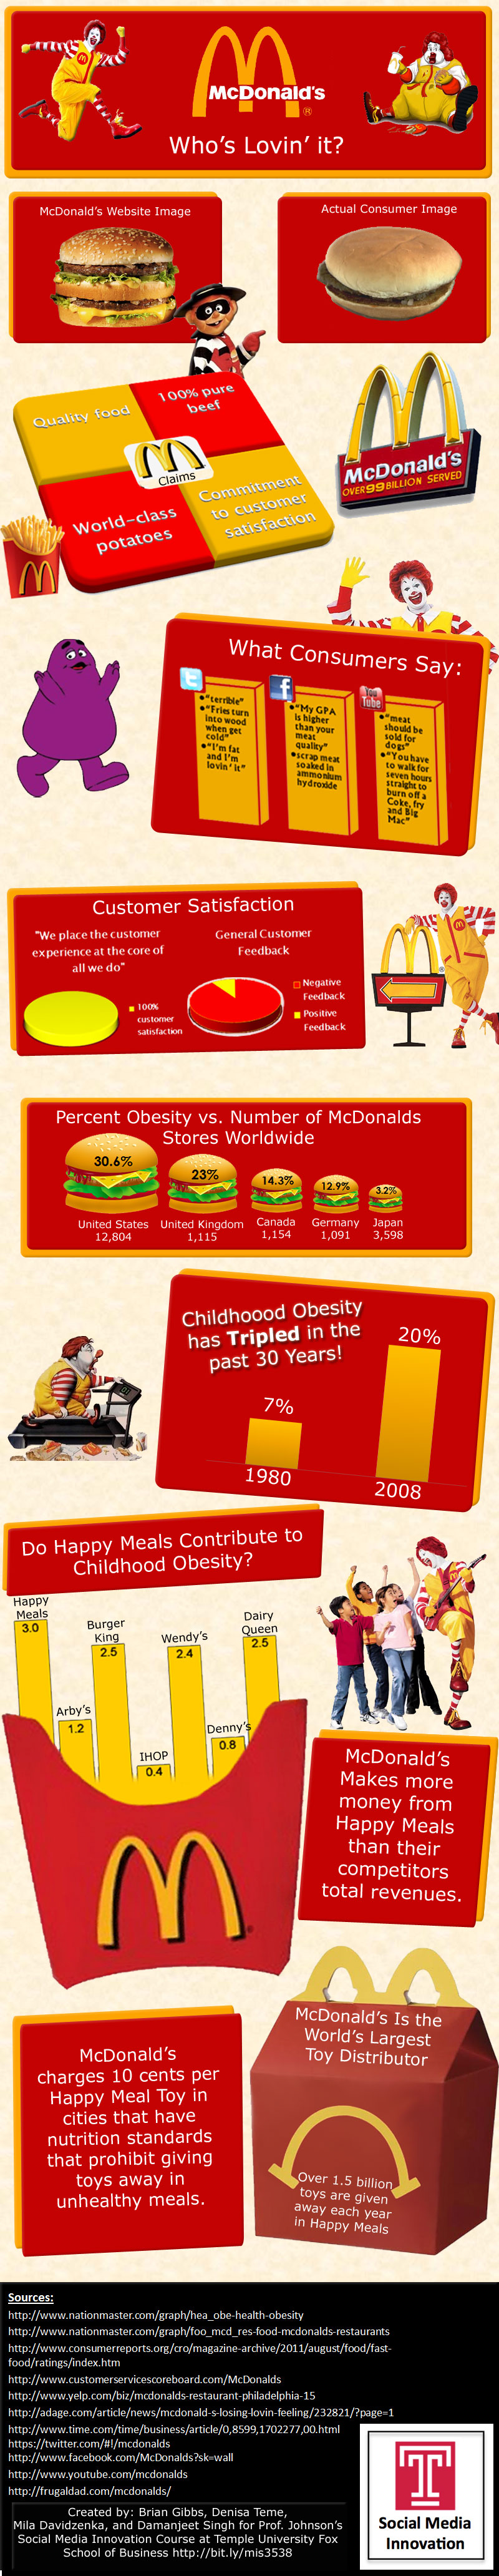 McDonald's
®
Who's Lovin' it?
McDonald's Website Image
Actual Consumer Image
Quality food
100% pure
beef
Claims
World-class
potatoes
Commitment
to customer
satisfaction
McDonald's
OVER 99 BILLION SERVED
What Consumers Say:
•"terrible"
•"Fries turn
into wood
when get
cold"
•"I'm fat
and I'm
lovin' it"
•"My GPA
is higher
than your
meat
quality"
•scrap meat
soaked in
ammonium
hydroxide
You
Tube
•"meat
should be
sold for
dogs"
•"You have
to walk for
seven hours
straight to
burn off a
Coke, fry
and Big
Mac"
Customer Satisfaction
"We place the customer
experience at the core of
all we do"
100%
customer
satisfaction
General Customer
Feedback
Negative
Feedback
Positive
Feedback
Percent Obesity vs. Number of McDonalds
Stores Worldwide
30.6%
23%
14.3%
12.9%
3.2%
United States
12,804
United Kingdom
1,115
Canada
1,154
Germany
1,091
Japan
3,598
Childhoood Obesity
has Tripled in the
past 30 Years!
7%
20%
1980
2008
Do Happy Meals Contribute to
Childhood Obesity?
Happy
Meals
3.0
Arby's
1.2
Burger
King
2.5
IHOP
0.4
Wendy's
2.4
Denny's
0.8
Dairy
Queen
2.5
McDonald's
Makes more
money from
Happy Meals
than their
competitors
total revenues.
McDonald's Is the
World's Largest
Toy Distributor
Over 1.5 billion
toys are given
away each year
in Happy Meals
McDonald's
charges 10 cents per
Happy Meal Toy in
cities that have
nutrition standards
that prohibit giving
toys away in
unhealthy meals.
Sources:
http://www.nationmaster.com/graph/hea_obe-health-obesity
http://www.nationmaster.com/graph/foo_mcd_res-food-mcdonalds-restaurants
http://www.consumerreports.org/cro/magazine-archive/2011/august/food/fast-
food/ratings/index.htm
http://www.customerservicescoreboard.com/McDonalds
http://www.yelp.com/biz/mcdonalds-restaurant-philadelphia-15
http://adage.com/article/news/mcdonald-s-losing-lovin-feeling/232821/?page=1
http://www.time.com/time/business/article/0,8599,1702277,00.html
https://twitter.com/#!/mcdonalds
http://www.facebook.com/McDonalds?sk=wall
http://www.youtube.com/mcdonalds
http://frugaldad.com/mcdonalds/
Created by: Brian Gibbs, Denisa Teme,
Mila Davidzenka, and Damanjeet Singh for Prof. Johnson's
Social Media Innovation Course at Temple University Fox
School of Business http://bit.ly/mis3538
Social Media
Innovation